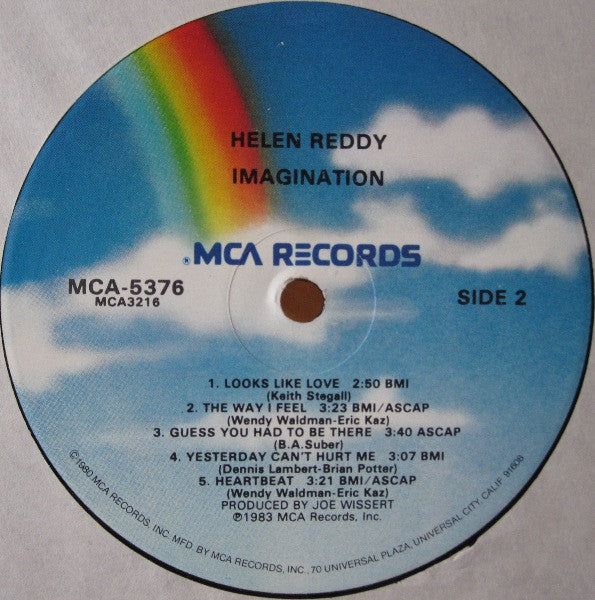 HELEN REDDY
IMAGINATION
®MCA RECORDS
MCA-5376
MCA3216
SIDE 2
1. LOOKS LIKE LOVE 2:50 BMI
(Keith Stegall)
2. THE WAY I FEEL 3:23 BMI/ASCAP
(Wendy Waldman-Eric Kaz)
3. GUESS YOU HAD TO BE THERE 3:40 ASCAP
(B.A.Suber)
4. YESTERDAY CAN'T HURT ME 3:07 BMI
(Dennis Lambert-Brian Potter)
5. HEARTBEAT 3:21 BMI/ASCAP
(Wendy Waldman-Eric Kaz)
PRODUCED BY JOE WISSERT
℗1983 MCA Records, Inc.
©1980 MCA RECORDS, INC. MFD. BY MCA RECORDS, INC., 70 UNIVERSAL PLAZA, UNIVERSAL CITY, CALIF. 91608